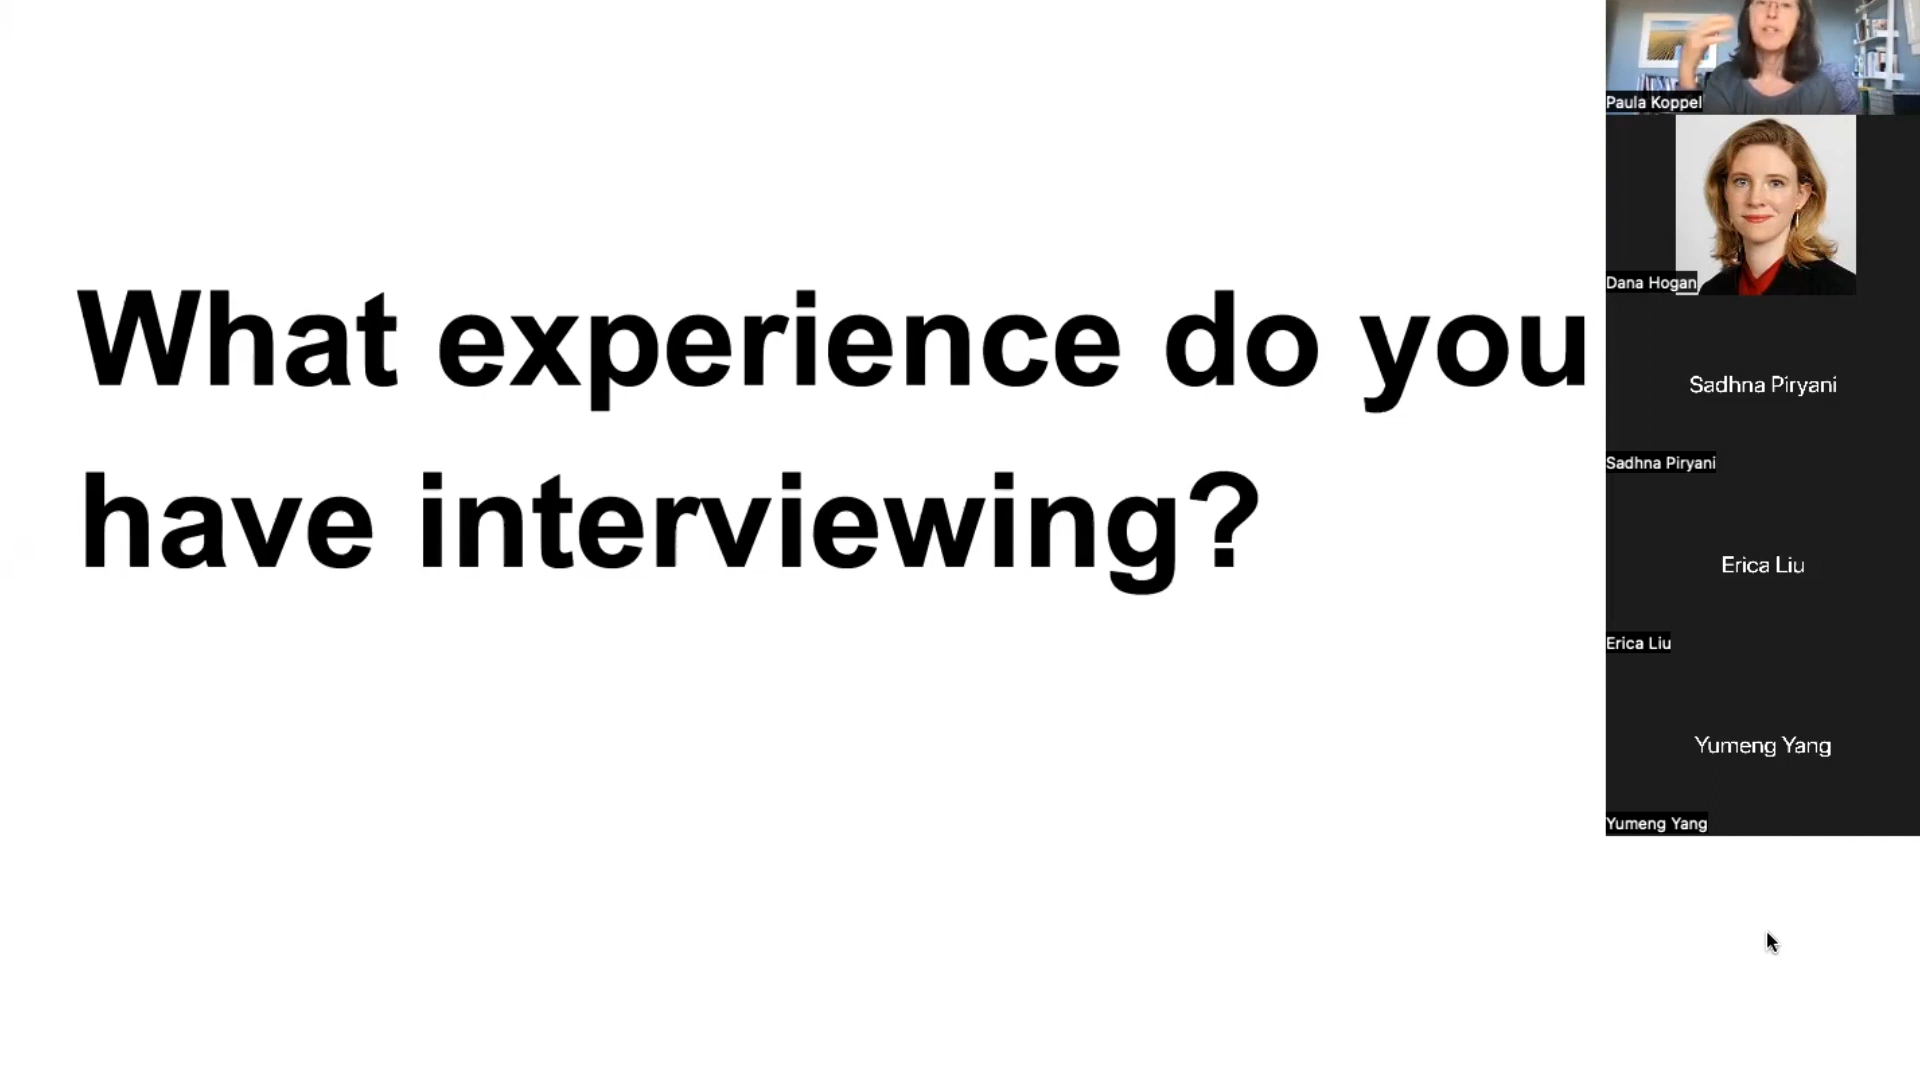 What experience do you
have interviewing?
Paula Koppel
Dana Hogan
Sadhna Piryani
Sadhna Piryani
Erica Liu
Erica Liu
Yumeng Yang
Yumeng Yang